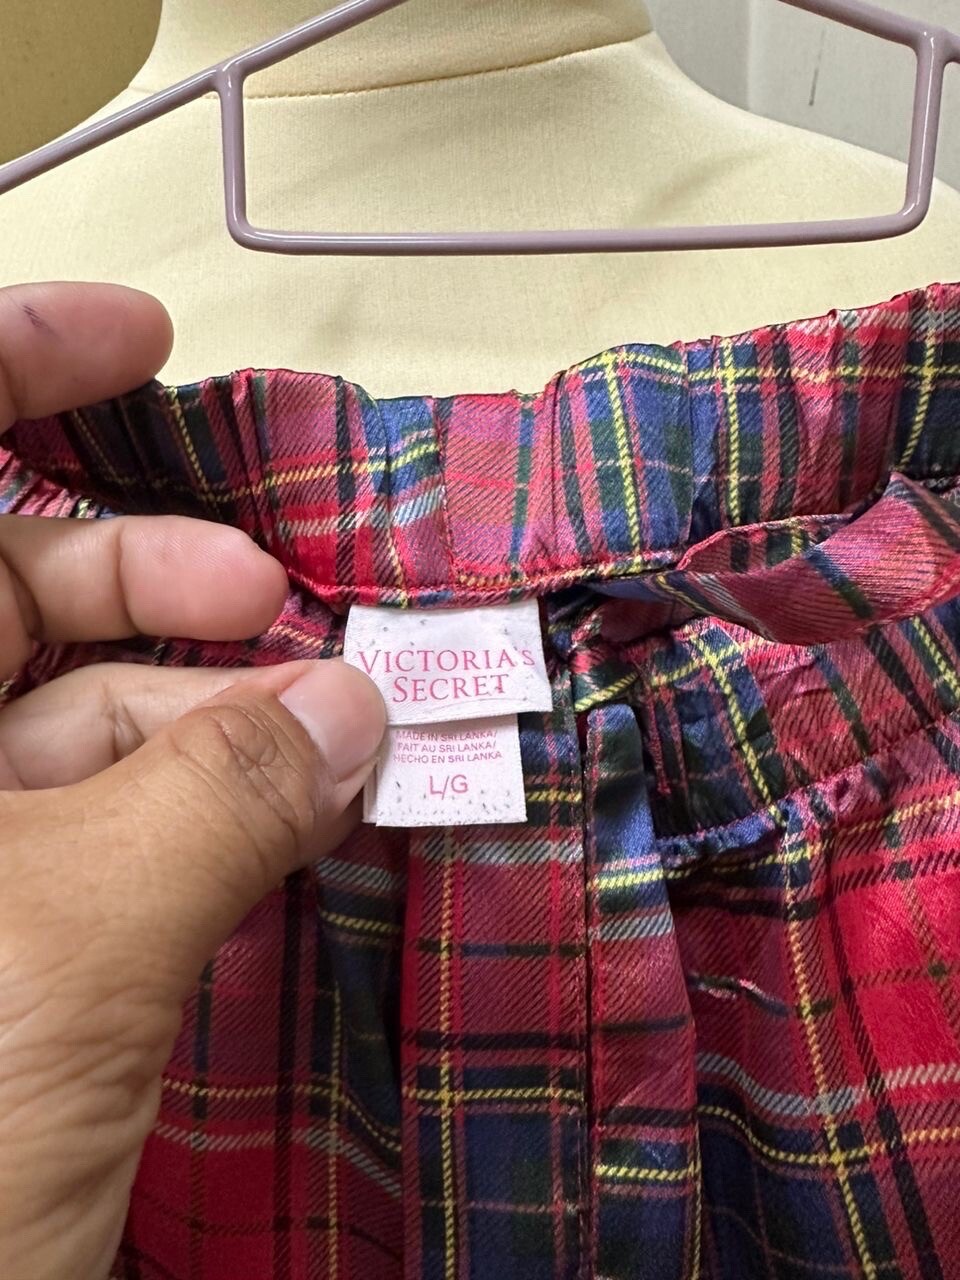 VICTORIA'S
SECRET
MADE IN SRI LANKA/
FAIT AU SRI LANKA/
HECHO EN SRI LANKA
L/G